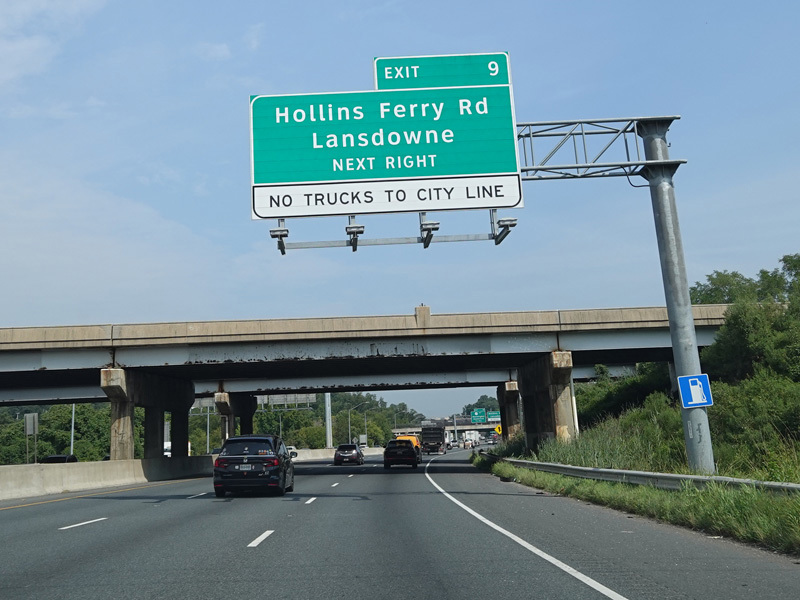 EXIT 9
Hollins Ferry Rd
Lansdowne
NEXT RIGHT
NO TRUCKS TO CITY LINE